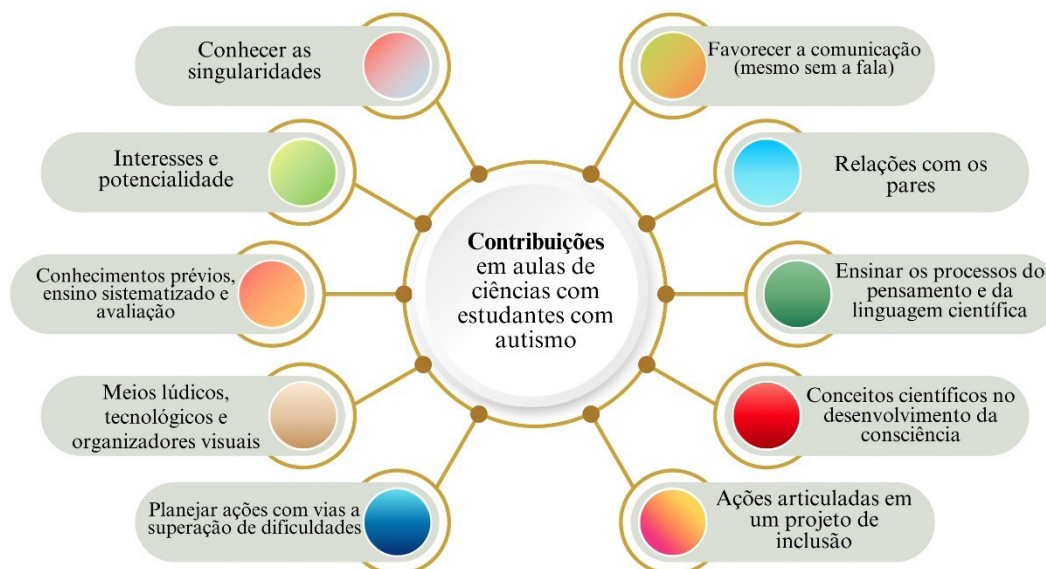 Conhecer as
singularidades
Interesses e
potencialidade
Conhecimentos prévios,
ensino sistematizado e
avaliação
Meios lúdicos,
tecnológicos e
organizadores visuais
Planejar ações com vias a
superação de dificuldades
Contribuições
em aulas de
ciências com
estudantes com
autismo
Favorecer a comunicação
(mesmo sem a fala)
Relações com os
pares
Ensinar os processos do
pensamento e da
linguagem científica
Conceitos científicos no
desenvolvimento da
consciência
Ações articuladas em
um projeto de
inclusão